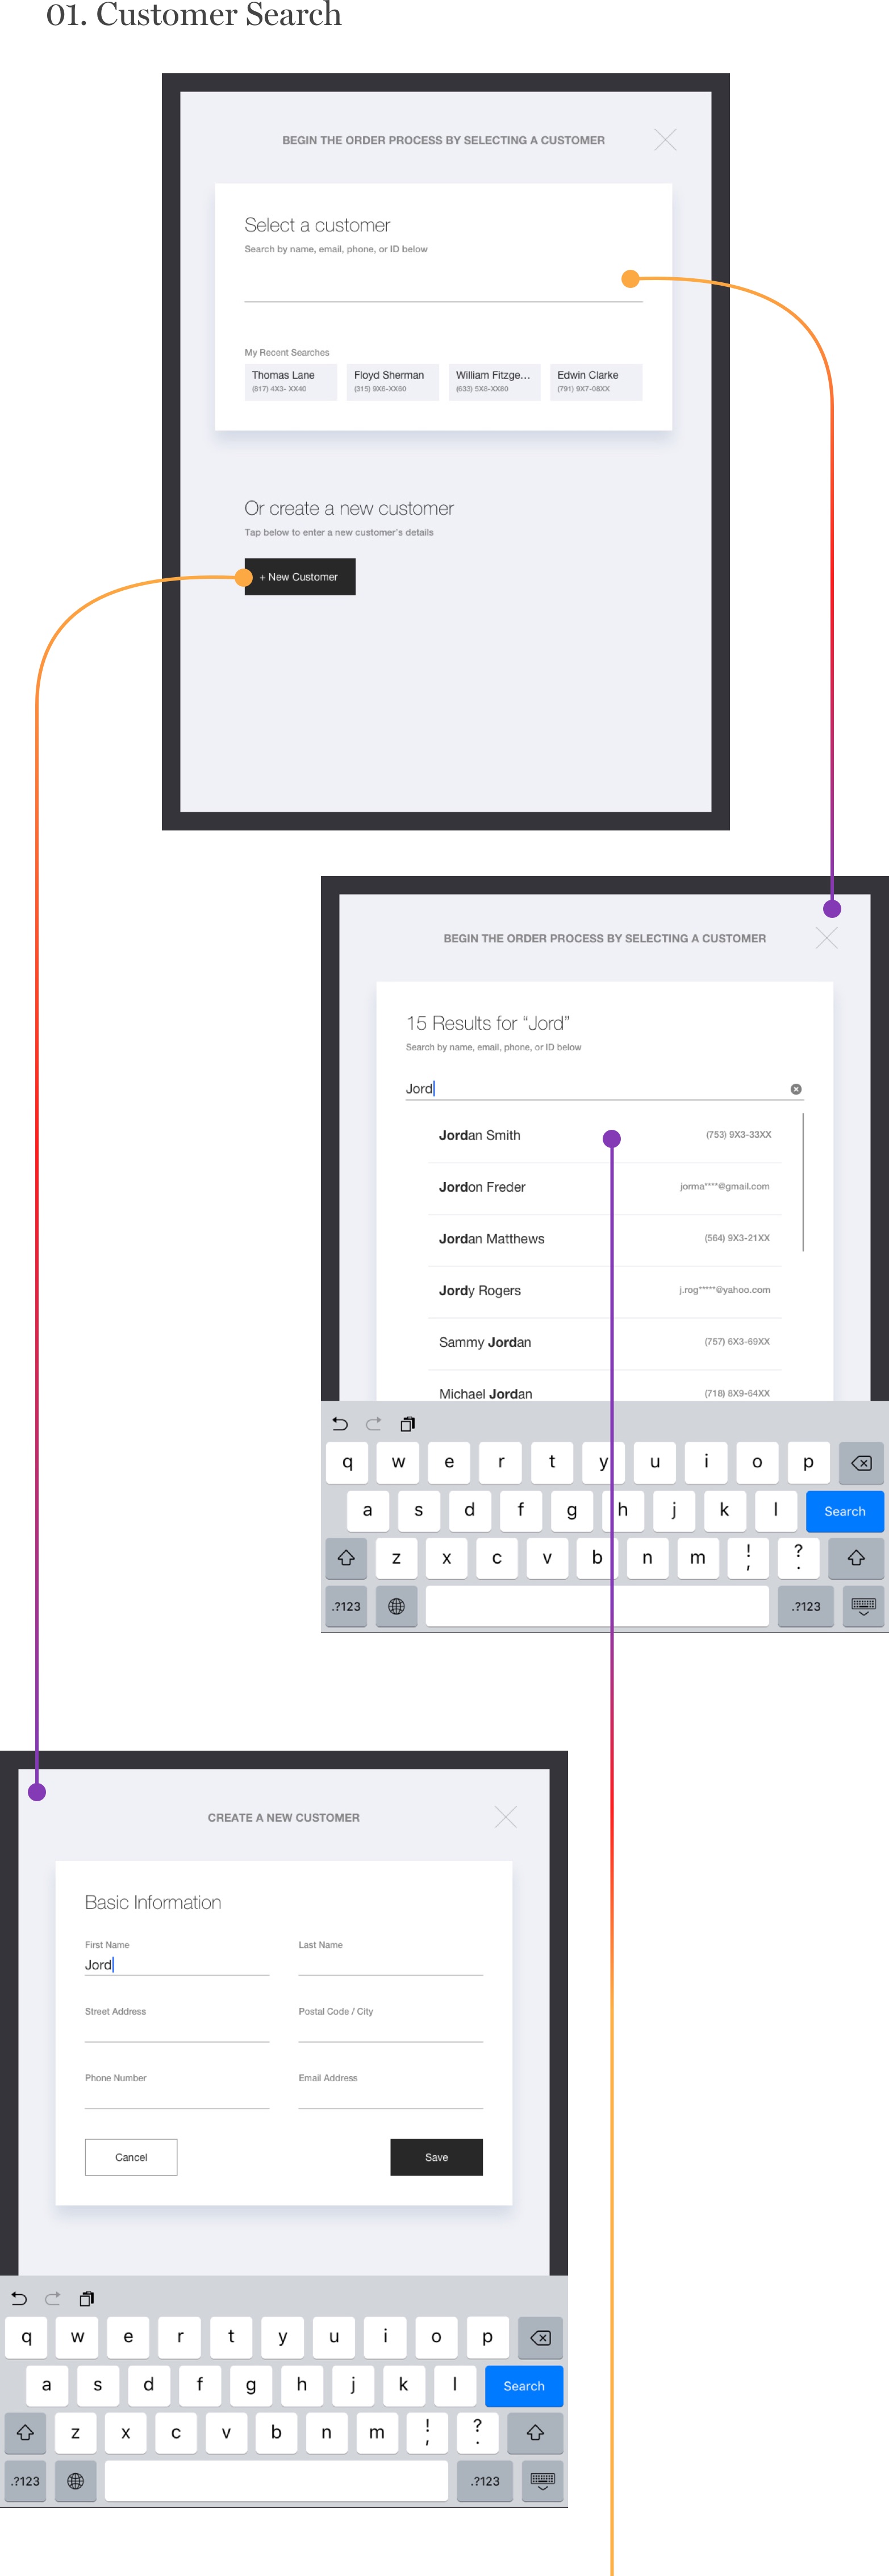 01. Customer Search
BEGIN THE ORDER PROCESS BY SELECTING A CUSTOMER
Select a customer
Search by name, email, phone, or ID below
My Recent Searches
Thomas Lane
(817) 4X3- XX40
Floyd Sherman
(315) 9X6-XX60
William Fitzge...
(633) 5X8-XX80
Edwin Clarke
(791) 9X7-08XX
Or create a new customer
Tap below to enter a new customer's details
+ New Customer
BEGIN THE ORDER PROCESS BY SELECTING A CUSTOMER
15 Results for “Jord”
Search by name, email, phone, or ID below
Jord
Jordan Smith (753) 9X3-33XX
Jordon Freder jorma****@gmail.com
Jordan Matthews (564) 9X3-21XX
Jordy Rogers j.rog*****@yahoo.com
Sammy Jordan (757) 6X3-69XX
Michael Jordan (718) 8X9-64XX
q w e r t y u i o p
a s d f g h j k l Search
z x c v b n m ! , ? .
.?123 .?123
CREATE A NEW CUSTOMER
Basic Information
First Name Last Name
Jord
Street Address Postal Code / City
Phone Number Email Address
Cancel Save
q w e r t y u i o p
a s d f g h j k l Search
z x c v b n m ! , ? .
.?123 .?123